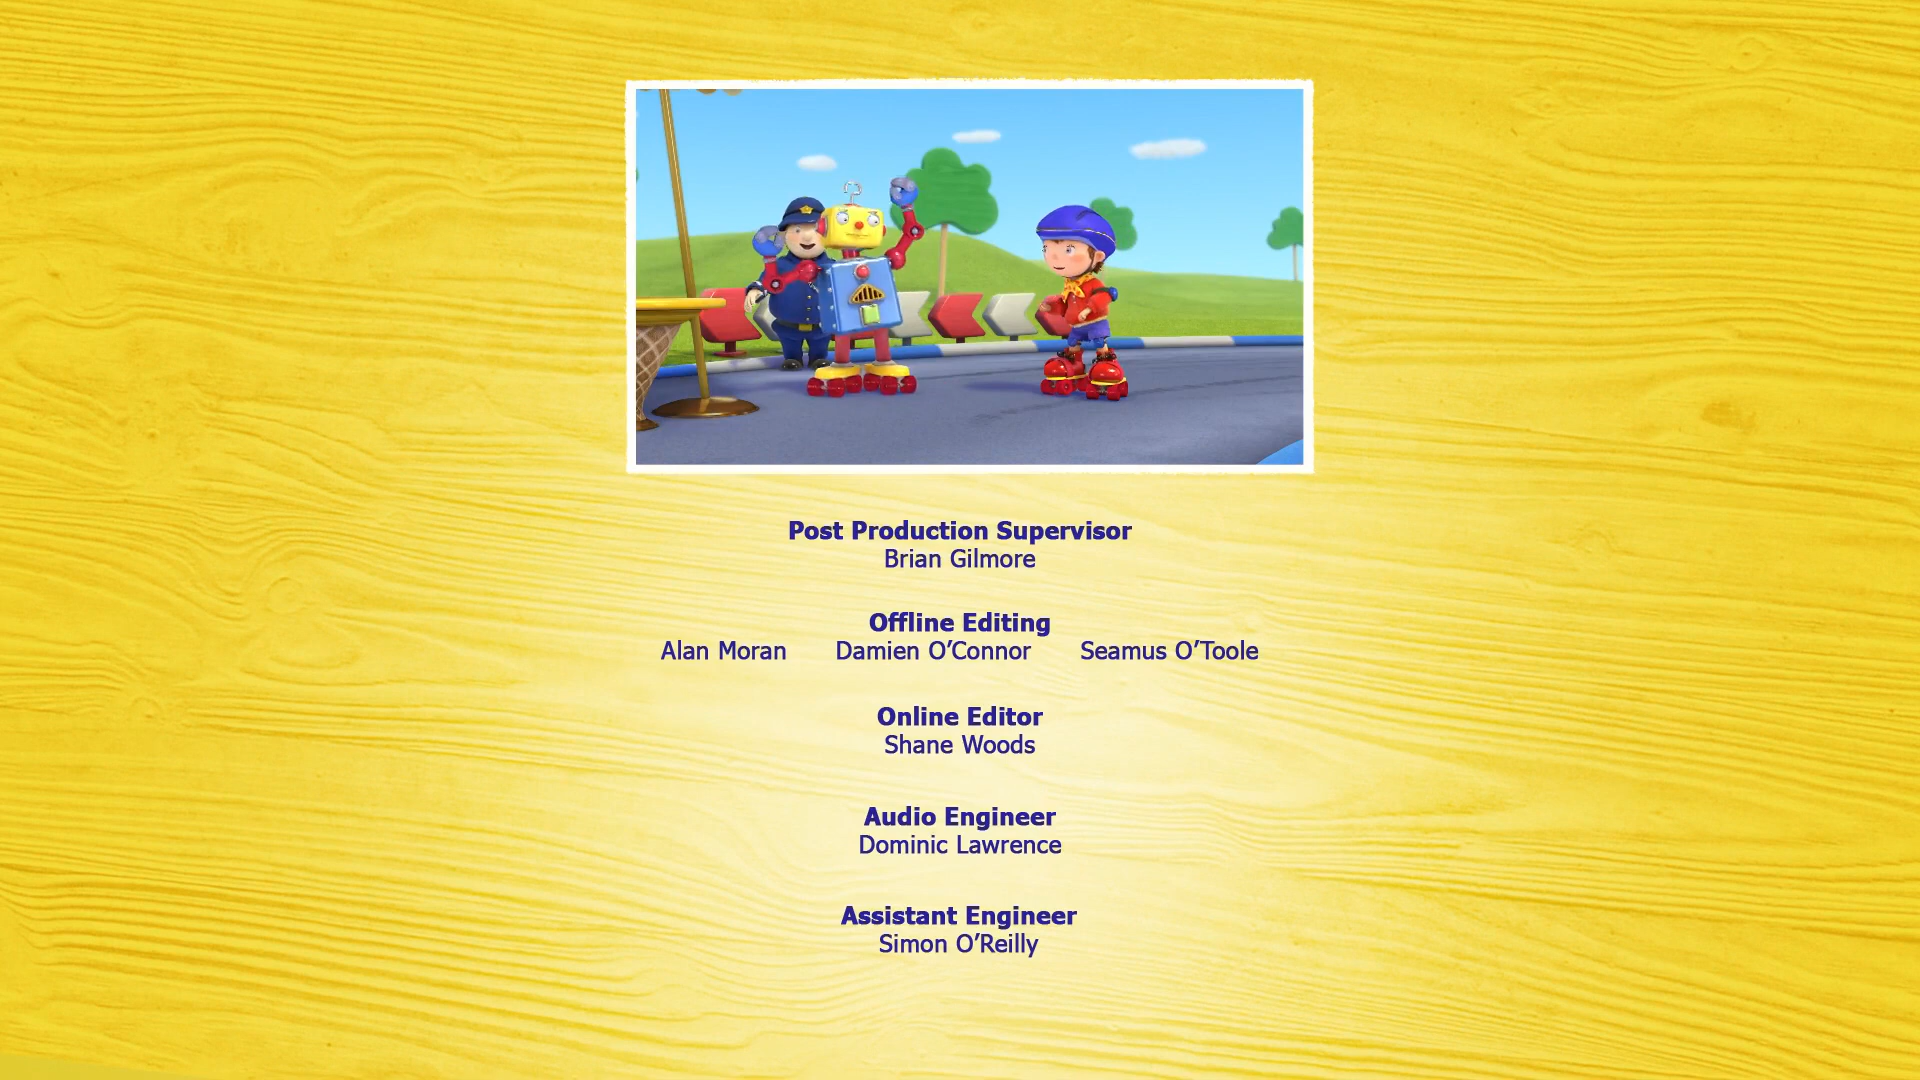 Post Production Supervisor
Brian Gilmore
Offline Editing
Alan Moran Damien O’Connor Seamus O’Toole
Online Editor
Shane Woods
Audio Engineer
Dominic Lawrence
Assistant Engineer
Simon O’Reilly